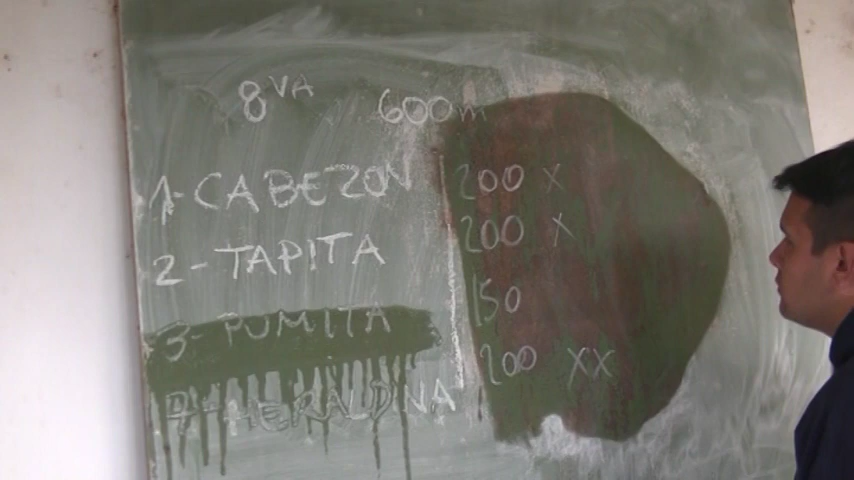 8VA 600m
1-CABEZON 200 X
2-TAPITA 200 X
3-PUMITA 150
4-HERALDINA 200 XX